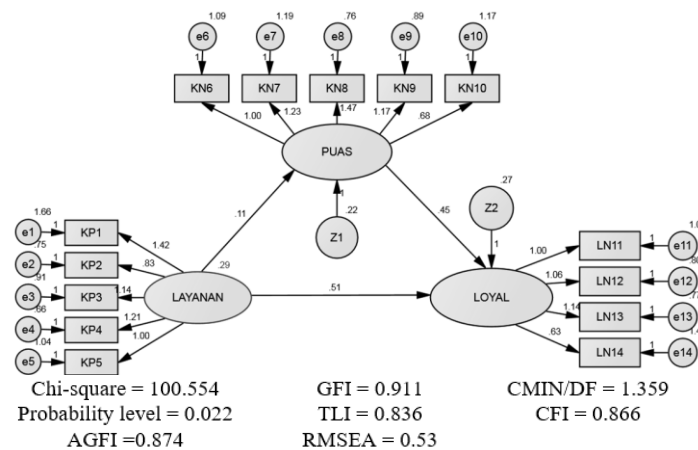 1.09 1.19 .76 .89 1.17
e6 e7 e8 e9 e10
1 1 1 1 1
KN6 KN7 KN8 KN9 KN10
1.00 1.23 1.47 1.17 .68
PUAS
.27
.11 1 .22 .45 Z2
Z1
1.66
e1 1 KP1 1.42 1 1.00 LN11 1 e11
.75
e2 1 KP2 .83 1.06 LN12 1 e12
.91 .29
e3 1 KP3 1.14 LAYANAN .51 LOYAL 1.14 LN13 1 e13
e4 1 KP4 1.21 .63 LN14 1 e14
1.04
e5 1 KP5 1.00
Chi-square = 100.554 GFI = 0.911 CMIN/DF = 1.359
Probability level = 0.022 TLI = 0.836 CFI = 0.866
AGFI =0.874 RMSEA = 0.53